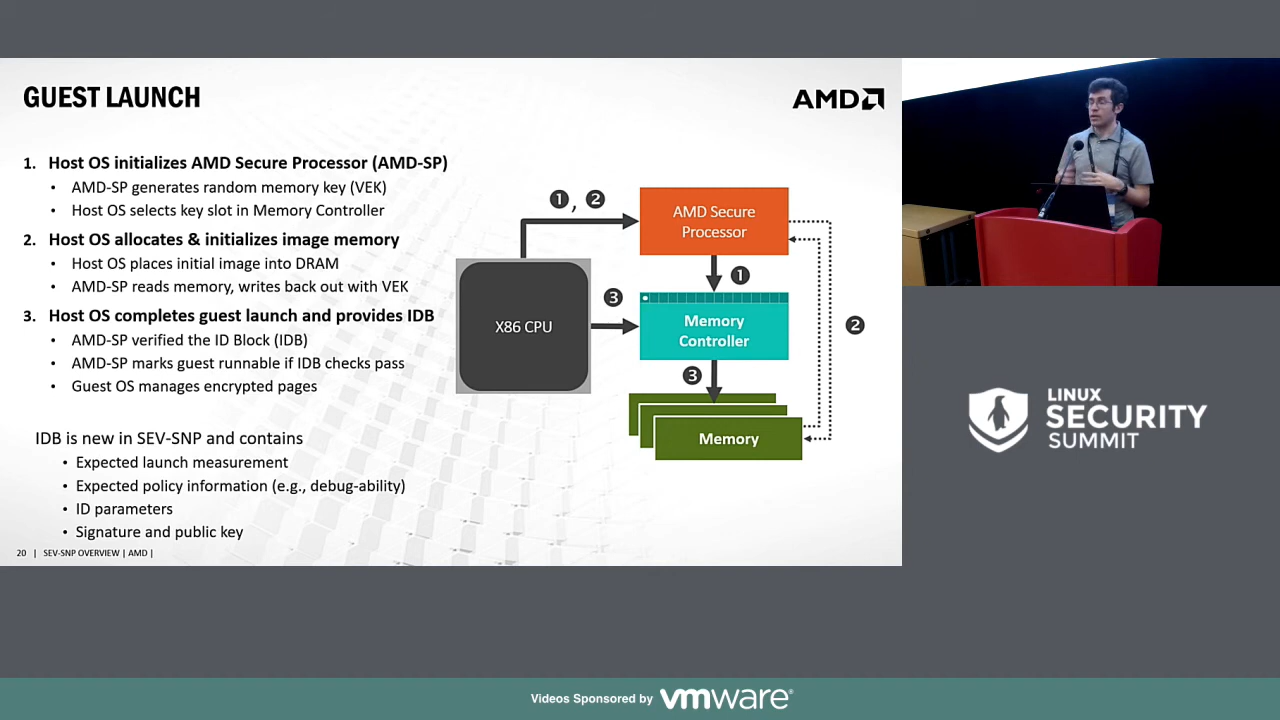 GUEST LAUNCH
AMD
1. Host OS initializes AMD Secure Processor (AMD-SP)
• AMD-SP generates random memory key (VEK)
• Host OS selects key slot in Memory Controller
2. Host OS allocates & initializes image memory
• Host OS places initial image into DRAM
• AMD-SP reads memory, writes back out with VEK
3. Host OS completes guest launch and provides IDB
• AMD-SP verified the ID Block (IDB)
• AMD-SP marks guest runnable if IDB checks pass
• Guest OS manages encrypted pages
IDB is new in SEV-SNP and contains
• Expected launch measurement
• Expected policy information (e.g., debug-ability)
• ID parameters
• Signature and public key
20 | SEV-SNP OVERVIEW | AMD |
❶, ❷
AMD Secure
Processor
❶
❸
X86 CPU
Memory
Controller
❷
❸
Memory
LINUX
SECURITY
SUMMIT
Videos Sponsored by vmware®